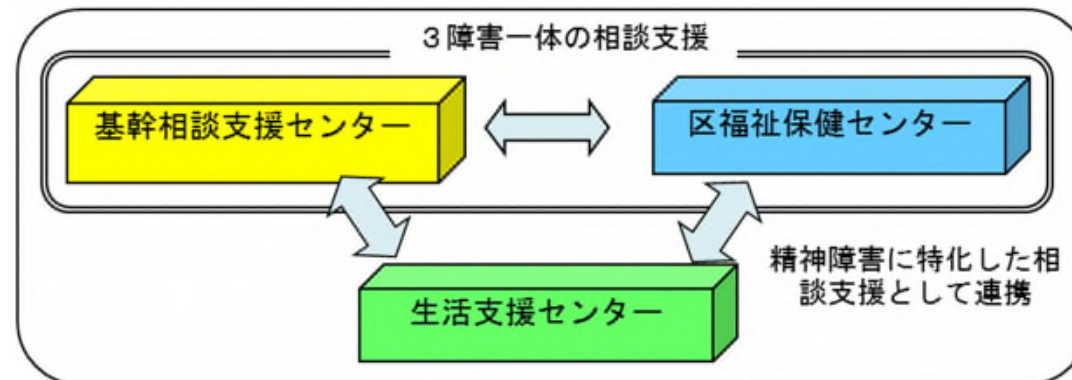 ３障害一体の相談支援
基幹相談支援センター
区福祉保健センター
生活支援センター
精神障害に特化した相
談支援として連携